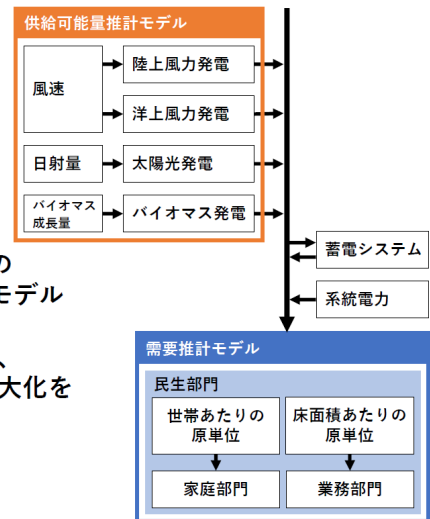 供給可能量推計モデル
風速
陸上風力発電
洋上風力発電
日射量
太陽光発電
バイオマス
成長量
バイオマス発電
の
モデル
、
大化を
蓄電システム
系統電力
需要推計モデル
民生部門
世帯あたりの
原単位
床面積あたりの
原単位
家庭部門
業務部門